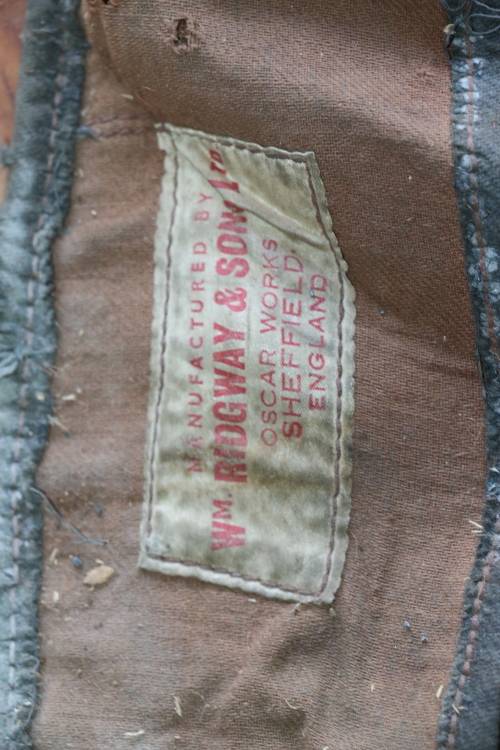 MANUFACTURED BY
WM. RIDGWAY & SONS LTD.
OSCAR WORKS
SHEFFIELD.
ENGLAND